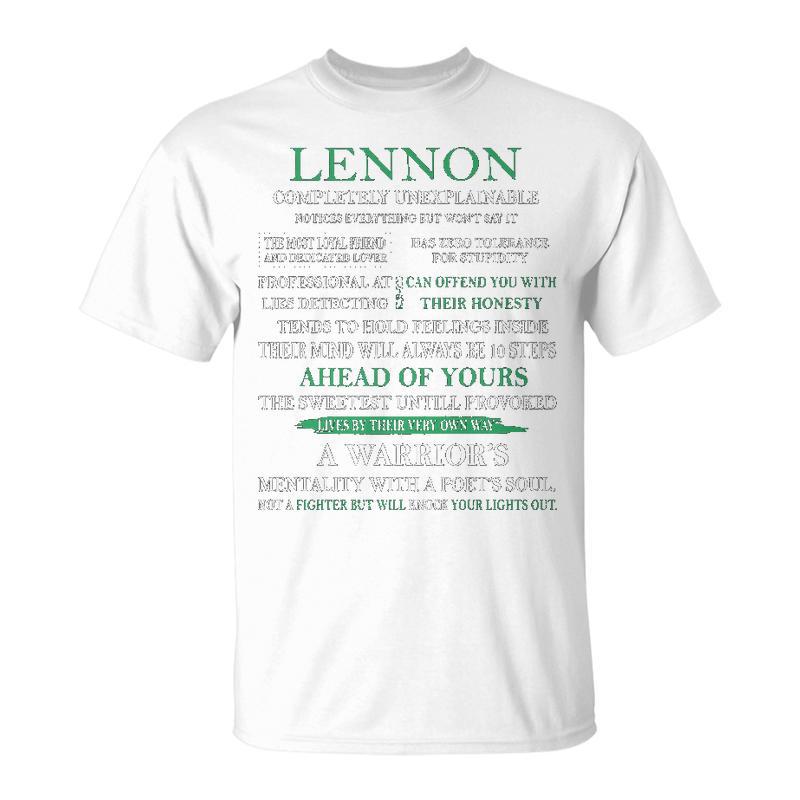 LENNON
COMPLETELY UNEXPLAINABLE
NOTICES EVERYTHING BUT WON'T SAY IT
THE MOST LOYAL FRIEND
AND DEDICATED LOVER
HAS ZERO TOLERANCE
FOR STUPIDITY
PROFESSIONAL AT
LIES DETECTING
CAN OFFEND YOU WITH
THEIR HONESTY
TENDS TO HOLD FEELINGS INSIDE
THEIR MIND WILL ALWAYS BE 10 STEPS
AHEAD OF YOURS
THE SWEETEST UNTILL PROVOKED
LIVES BY THEIR VERY OWN WAY
A WARRIOR'S
MENTALITY WITH A POET'S SOUL.
NOT A FIGHTER BUT WILL KNOCK YOUR LIGHTS OUT.